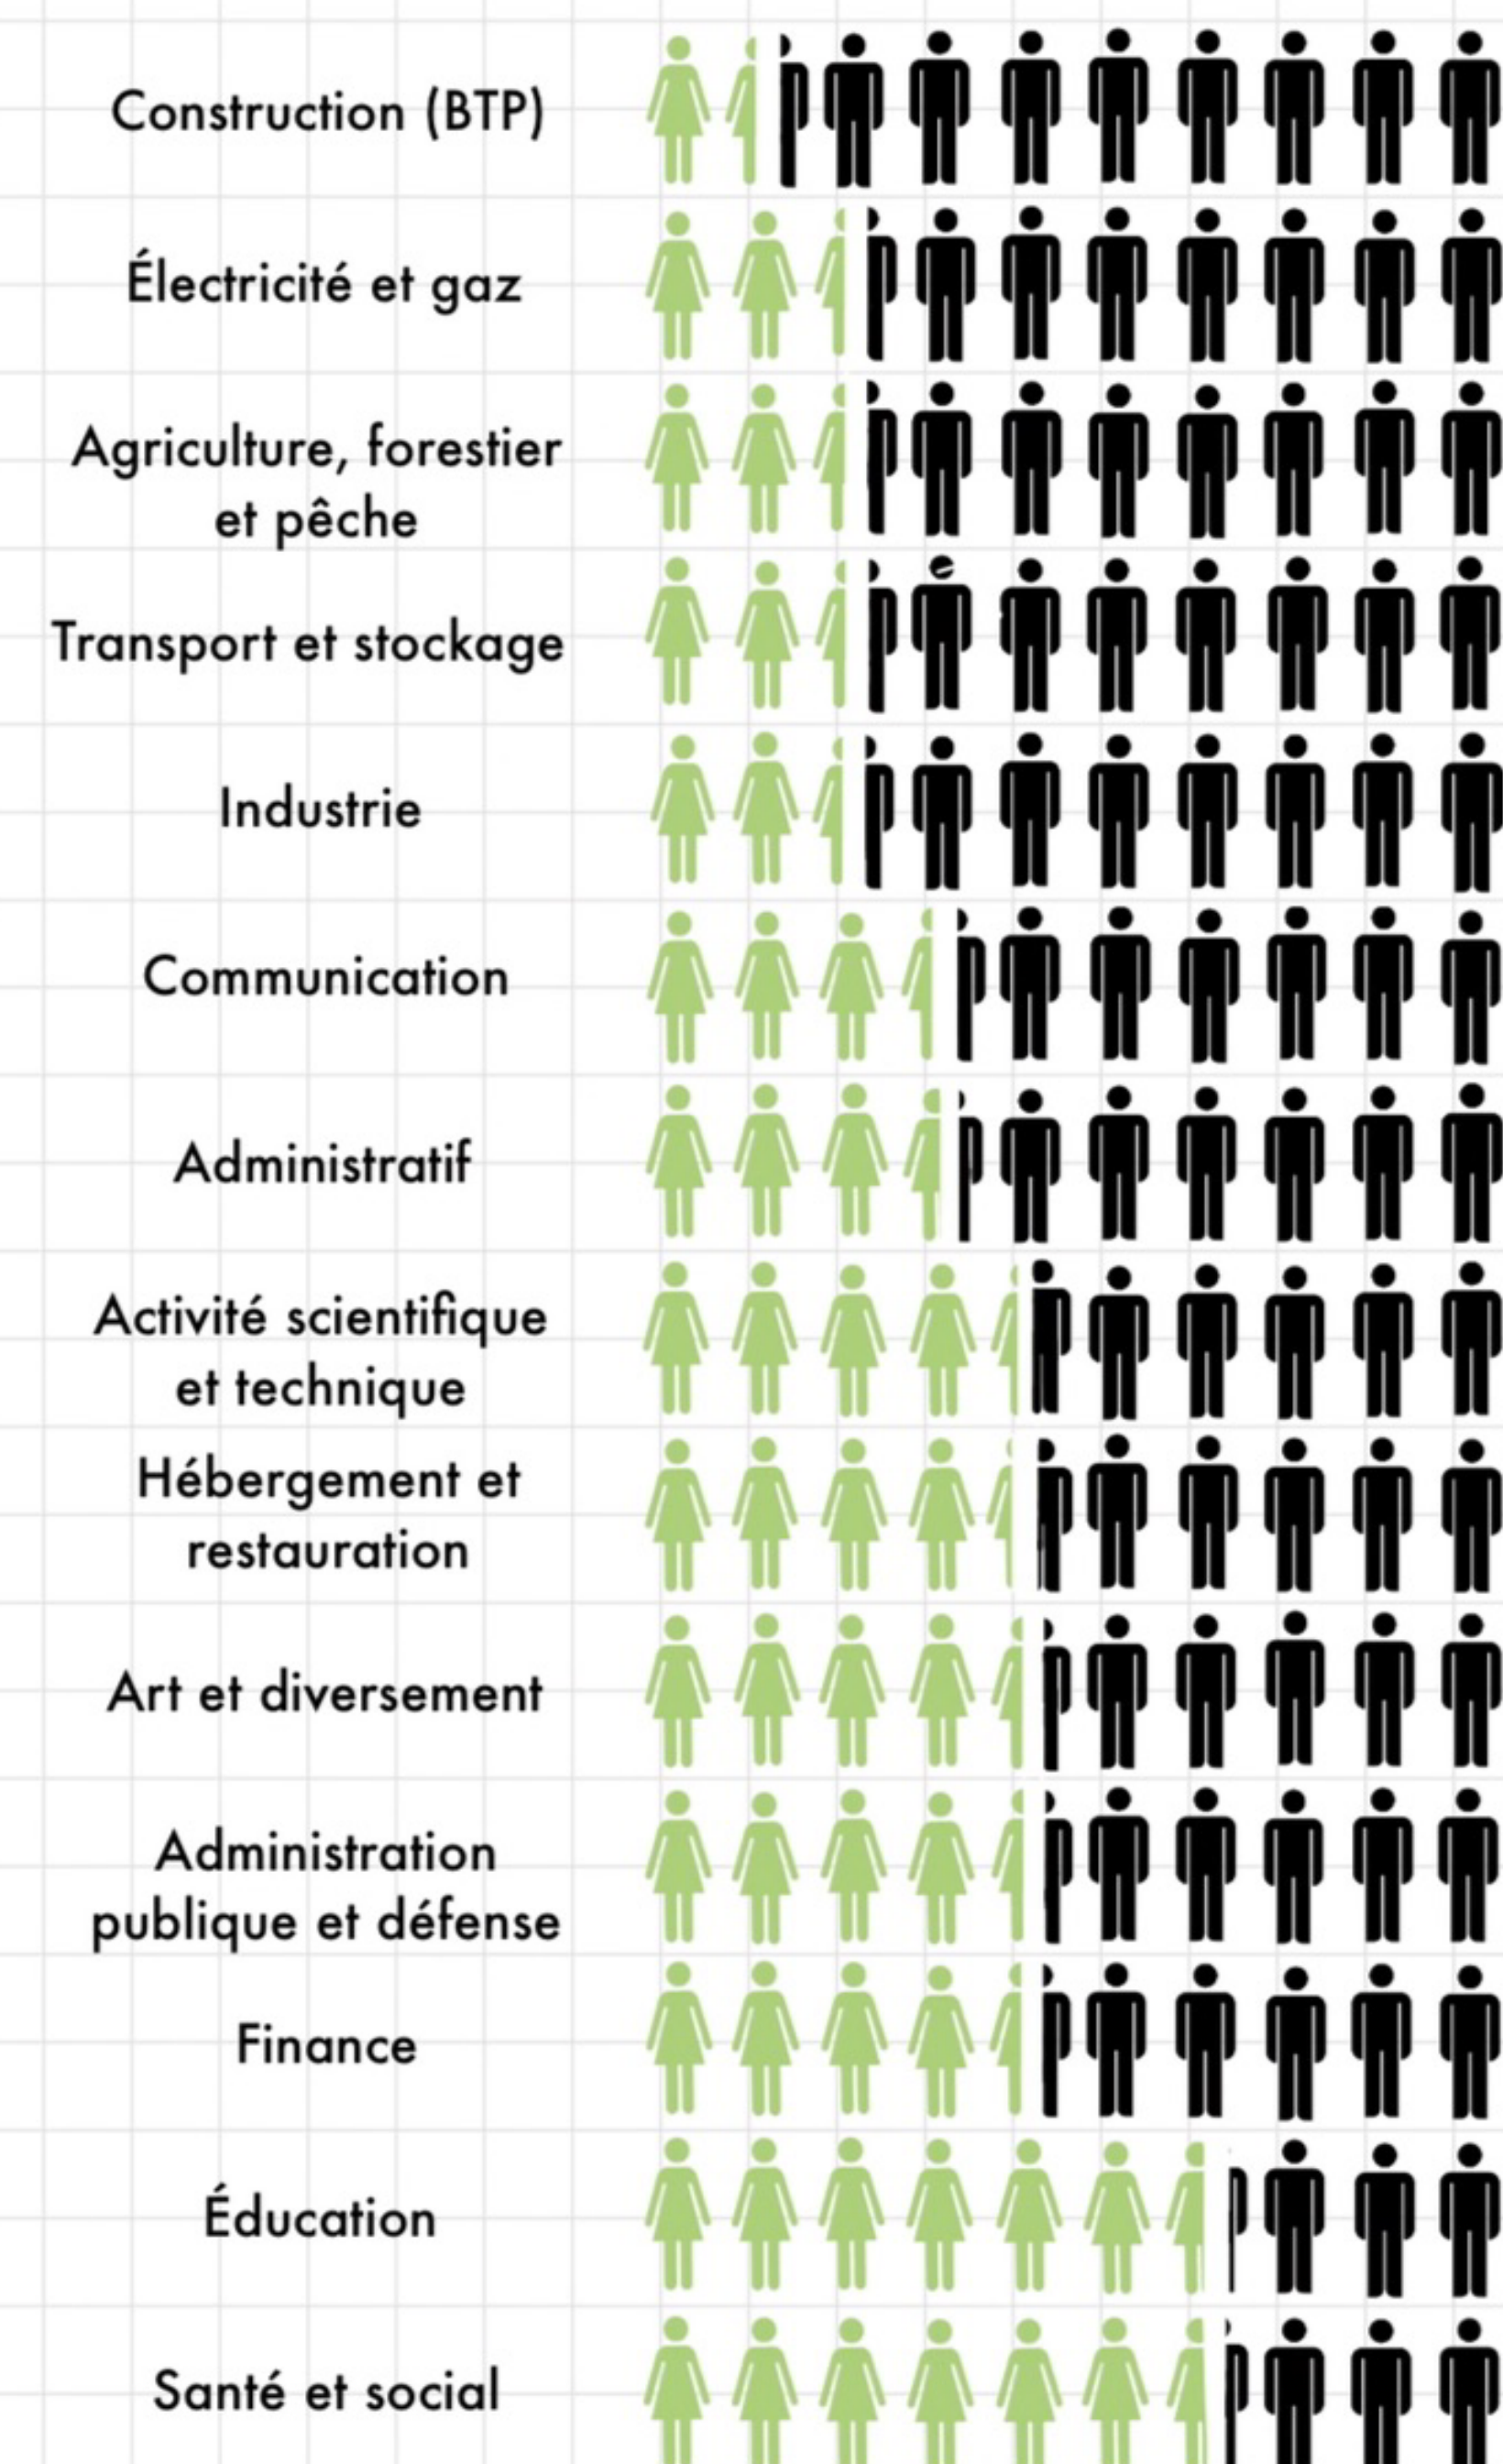 Construction (BTP)
Électricité et gaz
Agriculture, forestier
et pêche
Transport et stockage
Industrie
Communication
Administratif
Activité scientifique
et technique
Hébergement et
restauration
Art et diversement
Administration
publique et défense
Finance
Éducation
Santé et social